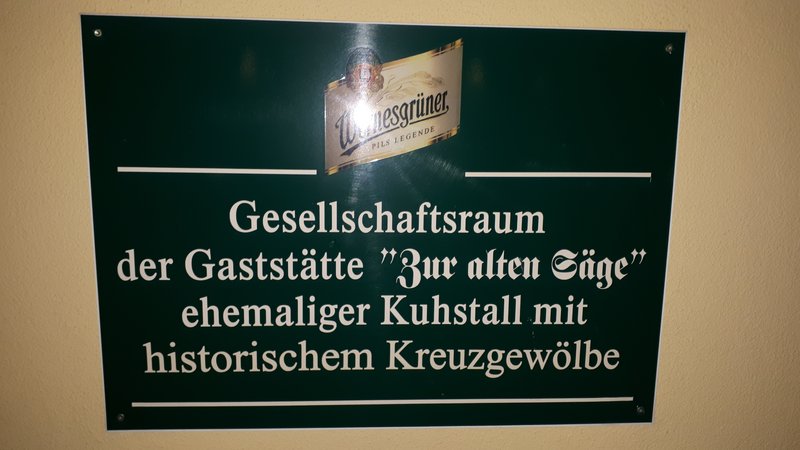 Wernesgrüner
PILS LEGENDE
Gesellschaftsraum
der Gaststätte "Zur alten Säge"
ehemaliger Kuhstall mit
historischem Kreuzgewölbe